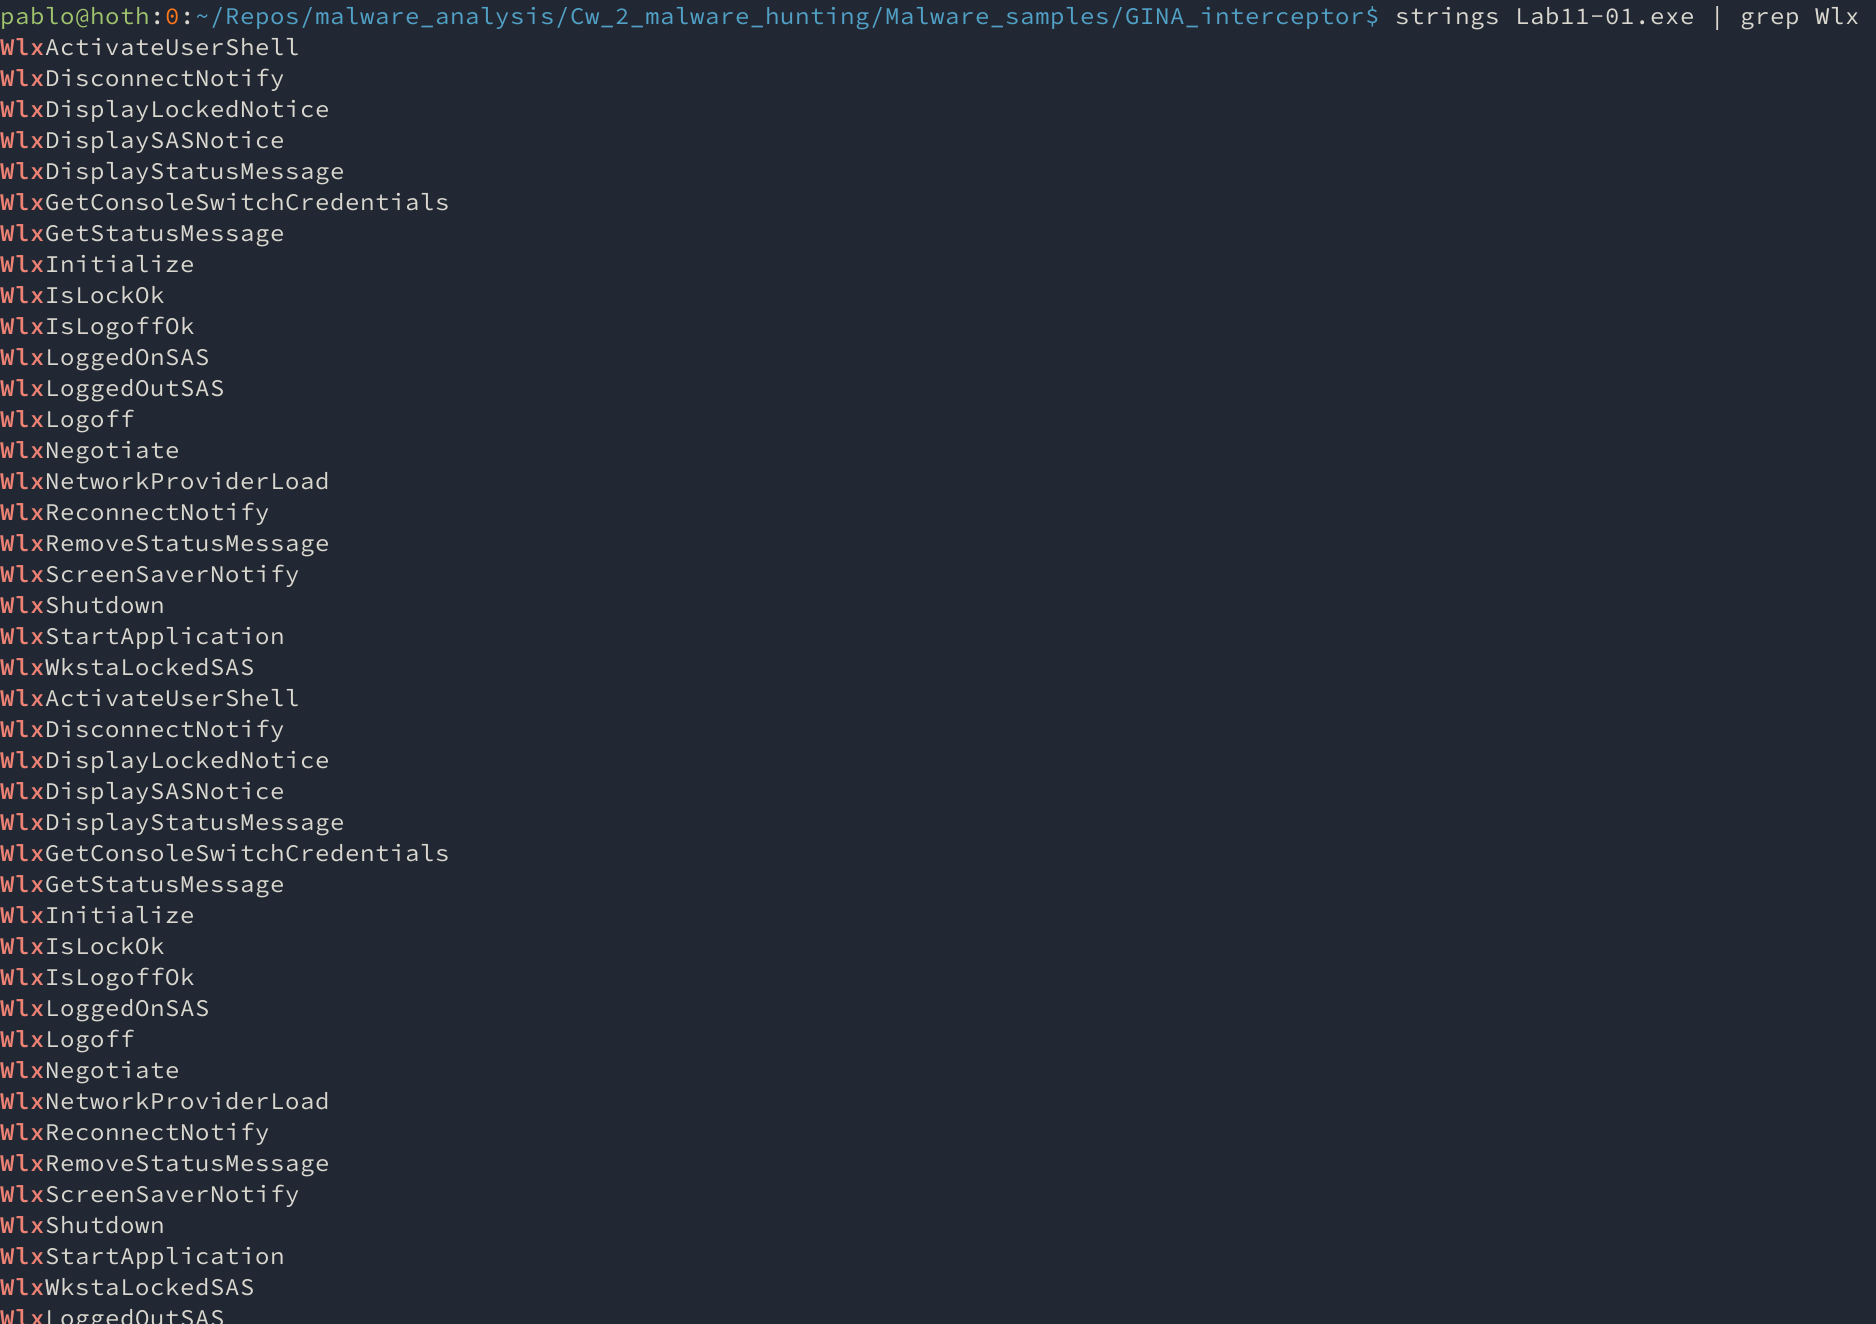 pablo@hoth:0:~/Repos/malware_analysis/Cw_2_malware_hunting/Malware_samples/GINA_interceptor$ strings Lab11-01.exe | grep Wlx
WlxActivateUserShell
WlxDisconnectNotify
WlxDisplayLockedNotice
WlxDisplaySASNotice
WlxDisplayStatusMessage
WlxGetConsoleSwitchCredentials
WlxGetStatusMessage
WlxInitialize
WlxIsLockOk
WlxIsLogoffOk
WlxLoggedOnSAS
WlxLoggedOutSAS
WlxLogoff
WlxNegotiate
WlxNetworkProviderLoad
WlxReconnectNotify
WlxRemoveStatusMessage
WlxScreenSaverNotify
WlxShutdown
WlxStartApplication
WlxWkstaLockedSAS
WlxActivateUserShell
WlxDisconnectNotify
WlxDisplayLockedNotice
WlxDisplaySASNotice
WlxDisplayStatusMessage
WlxGetConsoleSwitchCredentials
WlxGetStatusMessage
WlxInitialize
WlxIsLockOk
WlxIsLogoffOk
WlxLoggedOnSAS
WlxLogoff
WlxNegotiate
WlxNetworkProviderLoad
WlxReconnectNotify
WlxRemoveStatusMessage
WlxScreenSaverNotify
WlxShutdown
WlxStartApplication
WlxWkstaLockedSAS
WlxLoggedOutSAS